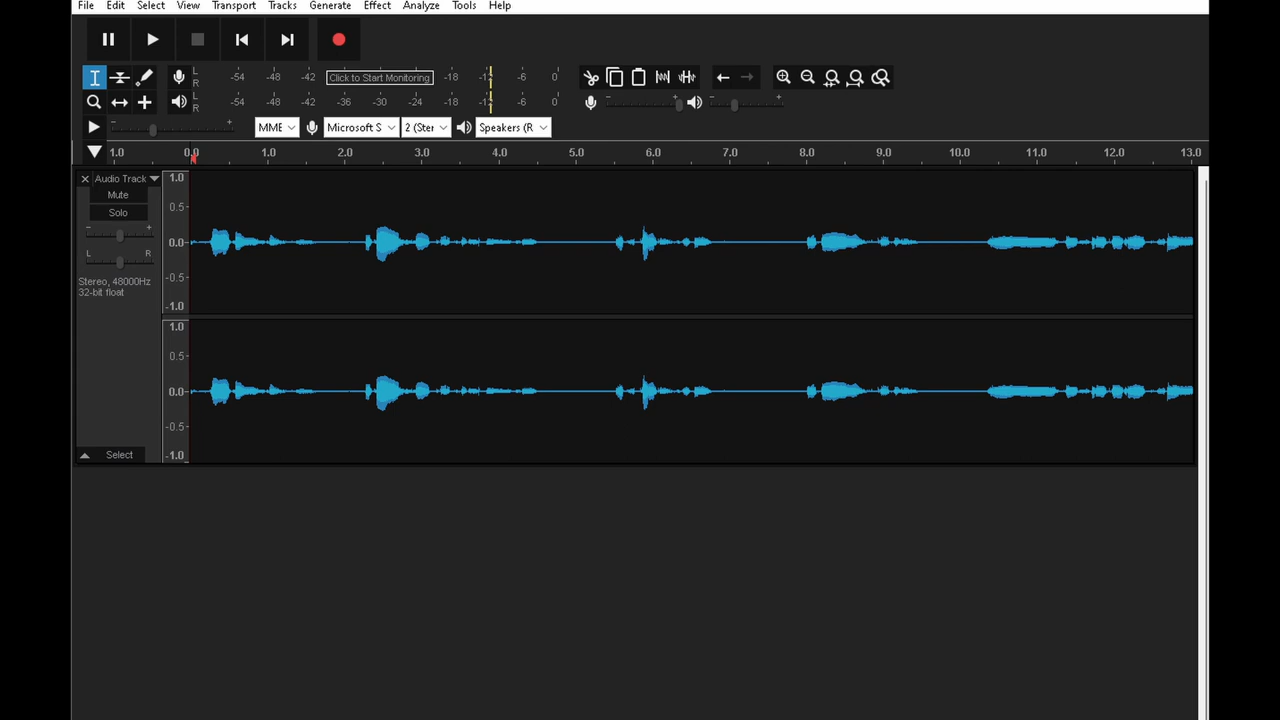 File Edit Select View Transport Tracks Generate Effect Analyze Tools Help
L R -54 -48 -42 Click to Start Monitoring -18 -12 -6 0
L R -54 -48 -42 -36 -30 -24 -18 -12 -6 0
MME Microsoft S 2 (Ster Speakers (R
1.0 0.0 1.0 2.0 3.0 4.0 5.0 6.0 7.0 8.0 9.0 10.0 11.0 12.0 13.0
Audio Track
Mute
Solo
L R
Stereo, 48000Hz
32-bit float
Select
1.0
0.5
0.0
-0.5
-1.0
1.0
0.5
0.0
-0.5
-1.0